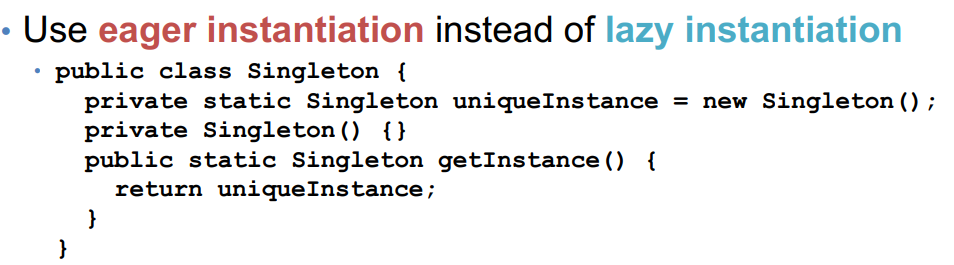 • Use eager instantiation instead of lazy instantiation
• public class Singleton {
private static Singleton uniqueInstance = new Singleton();
private Singleton() {}
public static Singleton getInstance() {
return uniqueInstance;
}
}